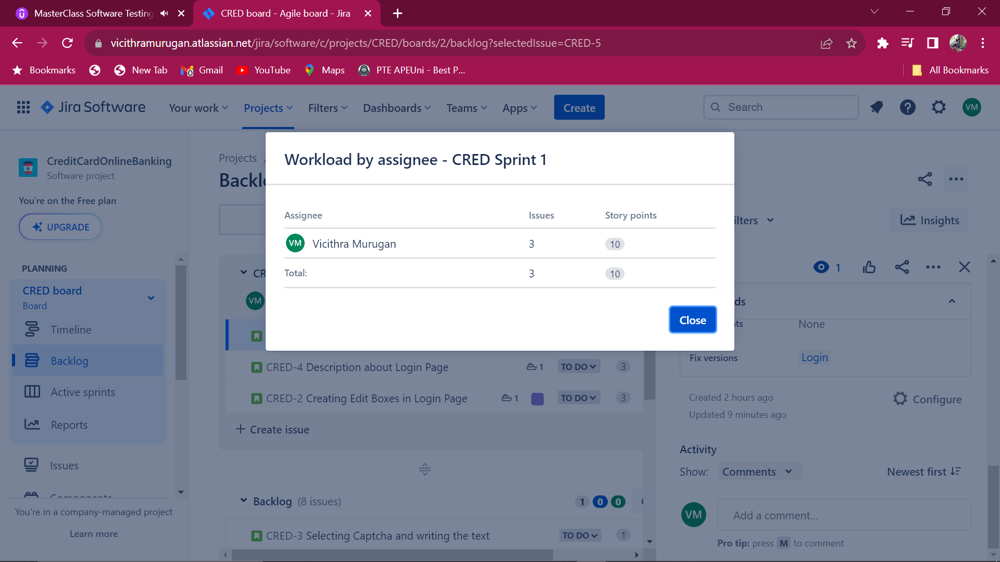 MasterClass Software Testing
CRED board - Agile board - Jira
vicithramurugan.atlassian.net/jira/software/c/projects/CRED/boards/2/backlog?selectedIssue=CRED-5
Bookmarks
New Tab
0
Gmail
YouTube
Maps
PTE APEUni - Best P...
All Bookmarks
Jira Software
Your work
Projects
Filters
Dashboards
Teams
Apps
Create
Search
VM
CreditCardOnlineBanking
Software project
You're on the Free plan
UPGRADE
PLANNING
CRED board
Board
Timeline
Backlog
Active sprints
Reports
Issues
Components
You're in a company-managed project
Learn more
Projects
Backl
ilters
Insights
Workload by assignee - CRED Sprint 1
Assignee Issues Story points
VM Vicithra Murugan 3 10
Total: 3 10
Close
CR
VM
CRED-4 Description about Login Page 1 TO DO 3
CRED-2 Creating Edit Boxes in Login Page 1 TO DO 3
+ Create issue
Backlog (8 issues) 1 0 0
CRED-3 Selecting Captcha and writing the text TO DO 1
1
ds
ts
None
Fix versions
Login
Created 2 hours ago
Updated 9 minutes ago
Configure
Activity
Show: Comments Newest first
VM
Add a comment...
Pro tip: press M to comment